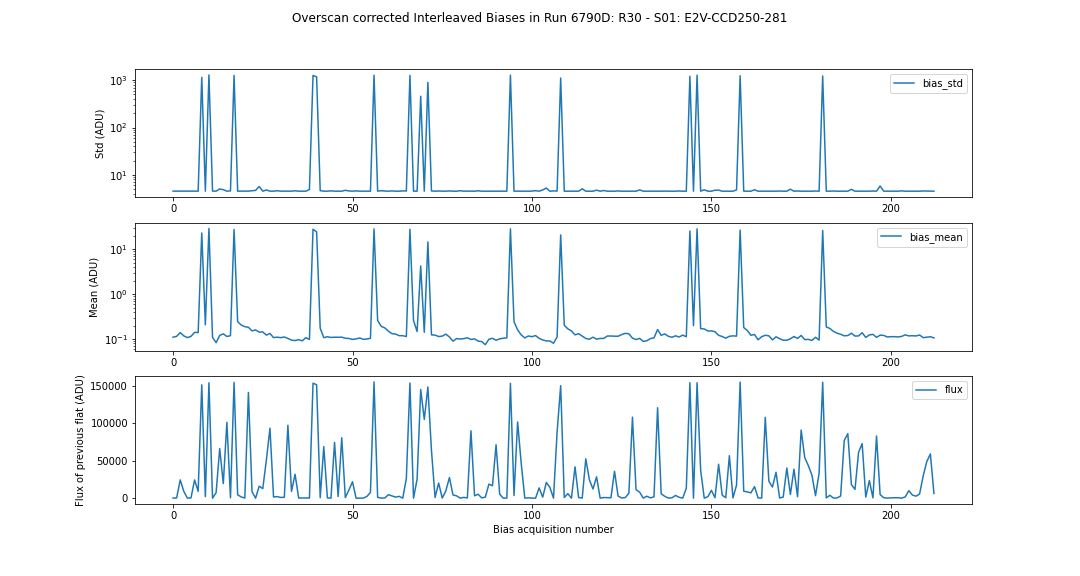 Overscan corrected Interleaved Biases in Run 6790D: R30 - S01: E2V-CCD250-281
Std (ADU)
10³
10²
10¹
bias_std
0 50 100 150 200
Mean (ADU)
10¹
10⁰
10⁻¹
bias_mean
0 50 100 150 200
Flux of previous flat (ADU)
150000
100000
50000
0
flux
0 50 100 150 200
Bias acquisition number